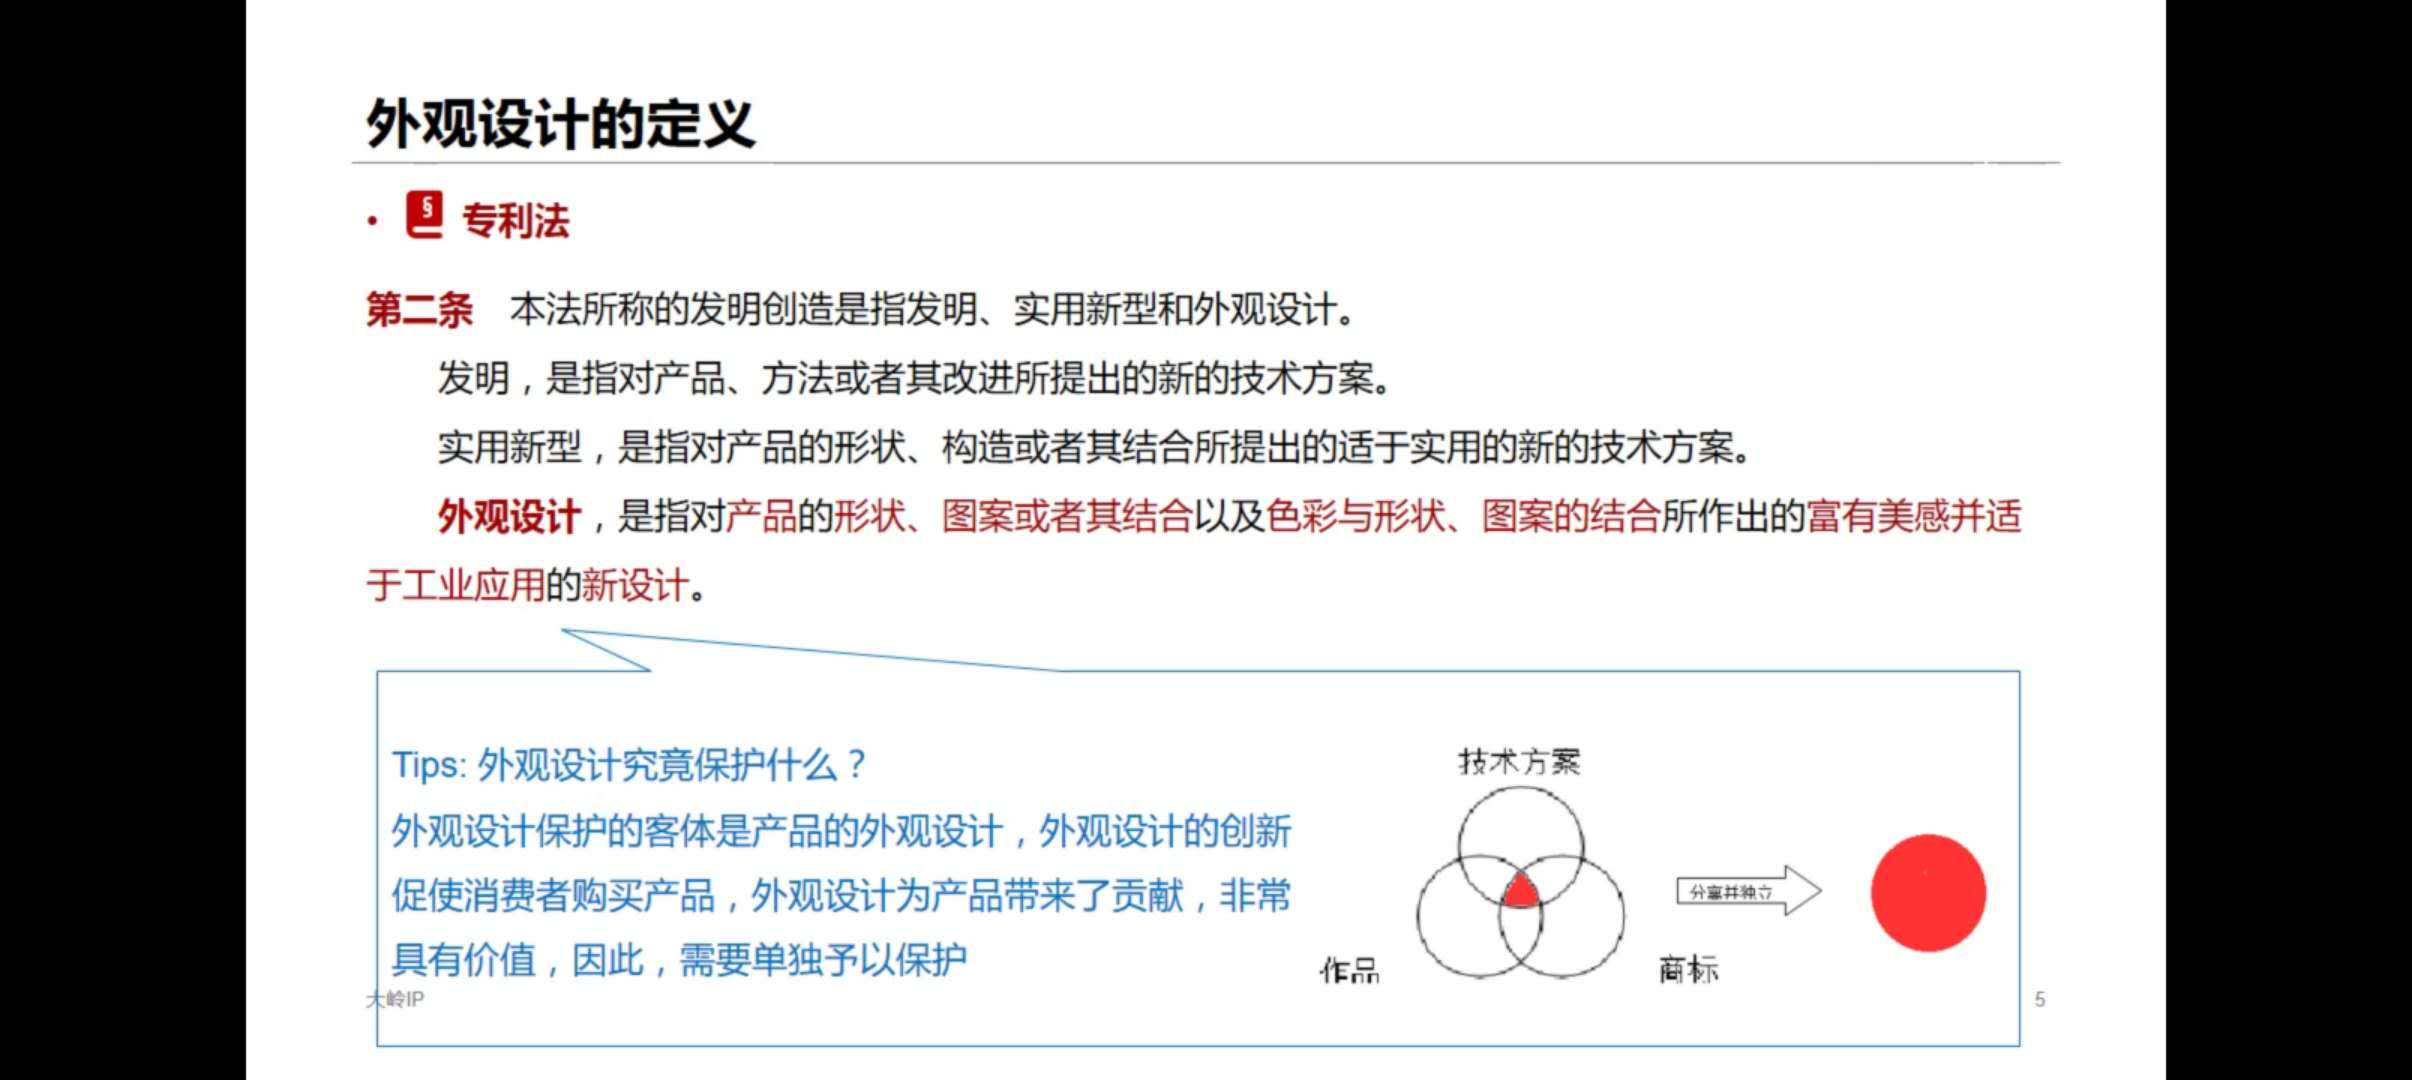 外观设计的定义
• § 专利法
第二条 本法所称的发明创造是指发明、实用新型和外观设计。
发明，是指对产品、方法或者其改进所提出的新的技术方案。
实用新型，是指对产品的形状、构造或者其结合所提出的适于实用的新的技术方案。
外观设计，是指对产品的形状、图案或者其结合以及色彩与形状、图案的结合所作出的富有美感并适
于工业应用的新设计。
Tips: 外观设计究竟保护什么？
外观设计保护的客体是产品的外观设计，外观设计的创新
促使消费者购买产品，外观设计为产品带来了贡献，非常
具有价值，因此，需要单独予以保护
技术方案
作品
商标
分离并独立
大岭IP
5